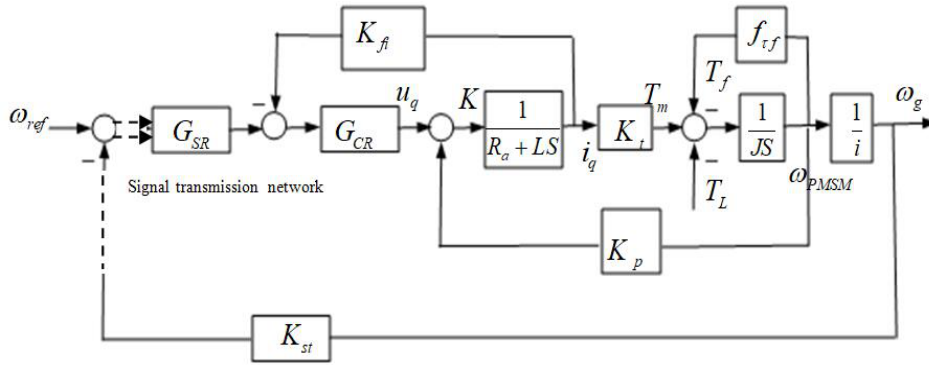 K_fi
f_τf
T_f
ω_ref
−
G_SR
−
G_CR
u_q
K
1
R_a + LS
i_q
K_t
T_m
−
−
1
JS
ω_PMSM
1
i
ω_g
−
Signal transmission network
T_L
K_p
K_st